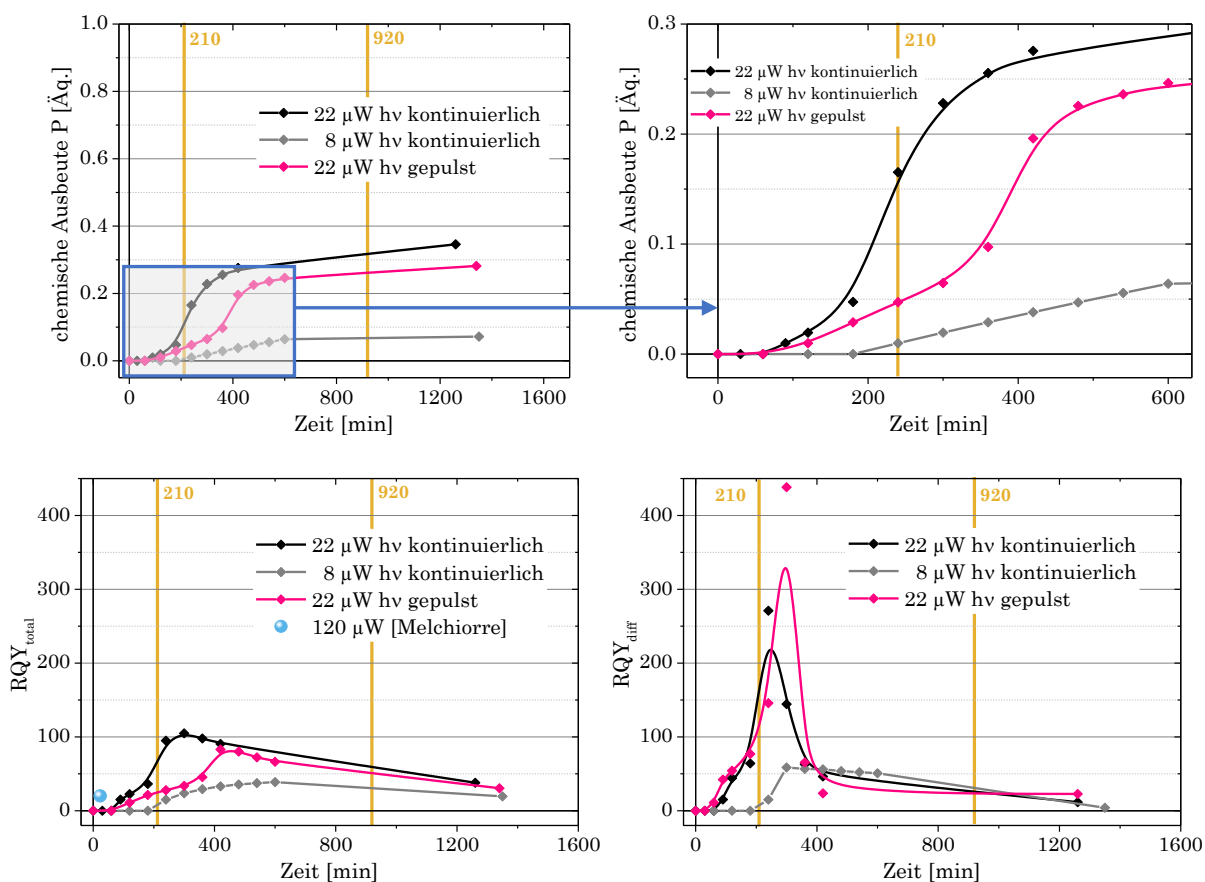 1.0
0.8
0.6
0.4
0.2
0.0
chemische Ausbeute P [Äq.]
210
920
22 µW hν kontinuierlich
8 µW hν kontinuierlich
22 µW hν gepulst
0
400
800
1200
1600
Zeit [min]
0.3
0.2
0.1
0.0
chemische Ausbeute P [Äq.]
210
22 µW hν kontinuierlich
8 µW hν kontinuierlich
22 µW hν gepulst
0
200
400
600
Zeit [min]
400
300
200
100
0
RQY total
210
920
22 µW hν kontinuierlich
8 µW hν kontinuierlich
22 µW hν gepulst
120 µW [Melchiorre]
0
400
800
1200
1600
Zeit [min]
400
300
200
100
0
RQY diff
210
920
22 µW hν kontinuierlich
8 µW hν kontinuierlich
22 µW hν gepulst
0
400
800
1200
1600
Zeit [min]